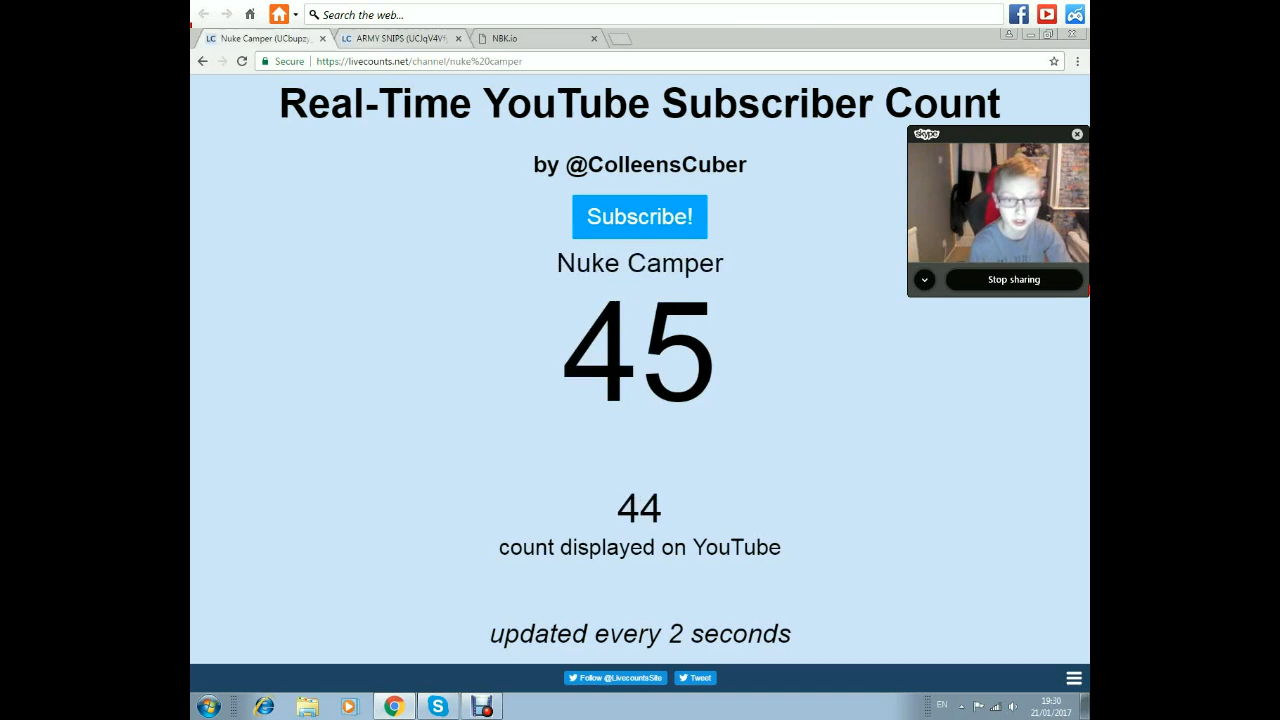 Search the web...
Nuke Camper (UCbupzy
ARMY SNIPS (UCJqV4Vf
NBK.io
Secure
https://livecounts.net/channel/nuke%20camper
Real-Time YouTube Subscriber Count
by @ColleensCuber
Subscribe!
Nuke Camper
45
44
count displayed on YouTube
updated every 2 seconds
skype
Stop sharing
Follow @LivecountsSite
Tweet
EN
19:30
21/01/2017